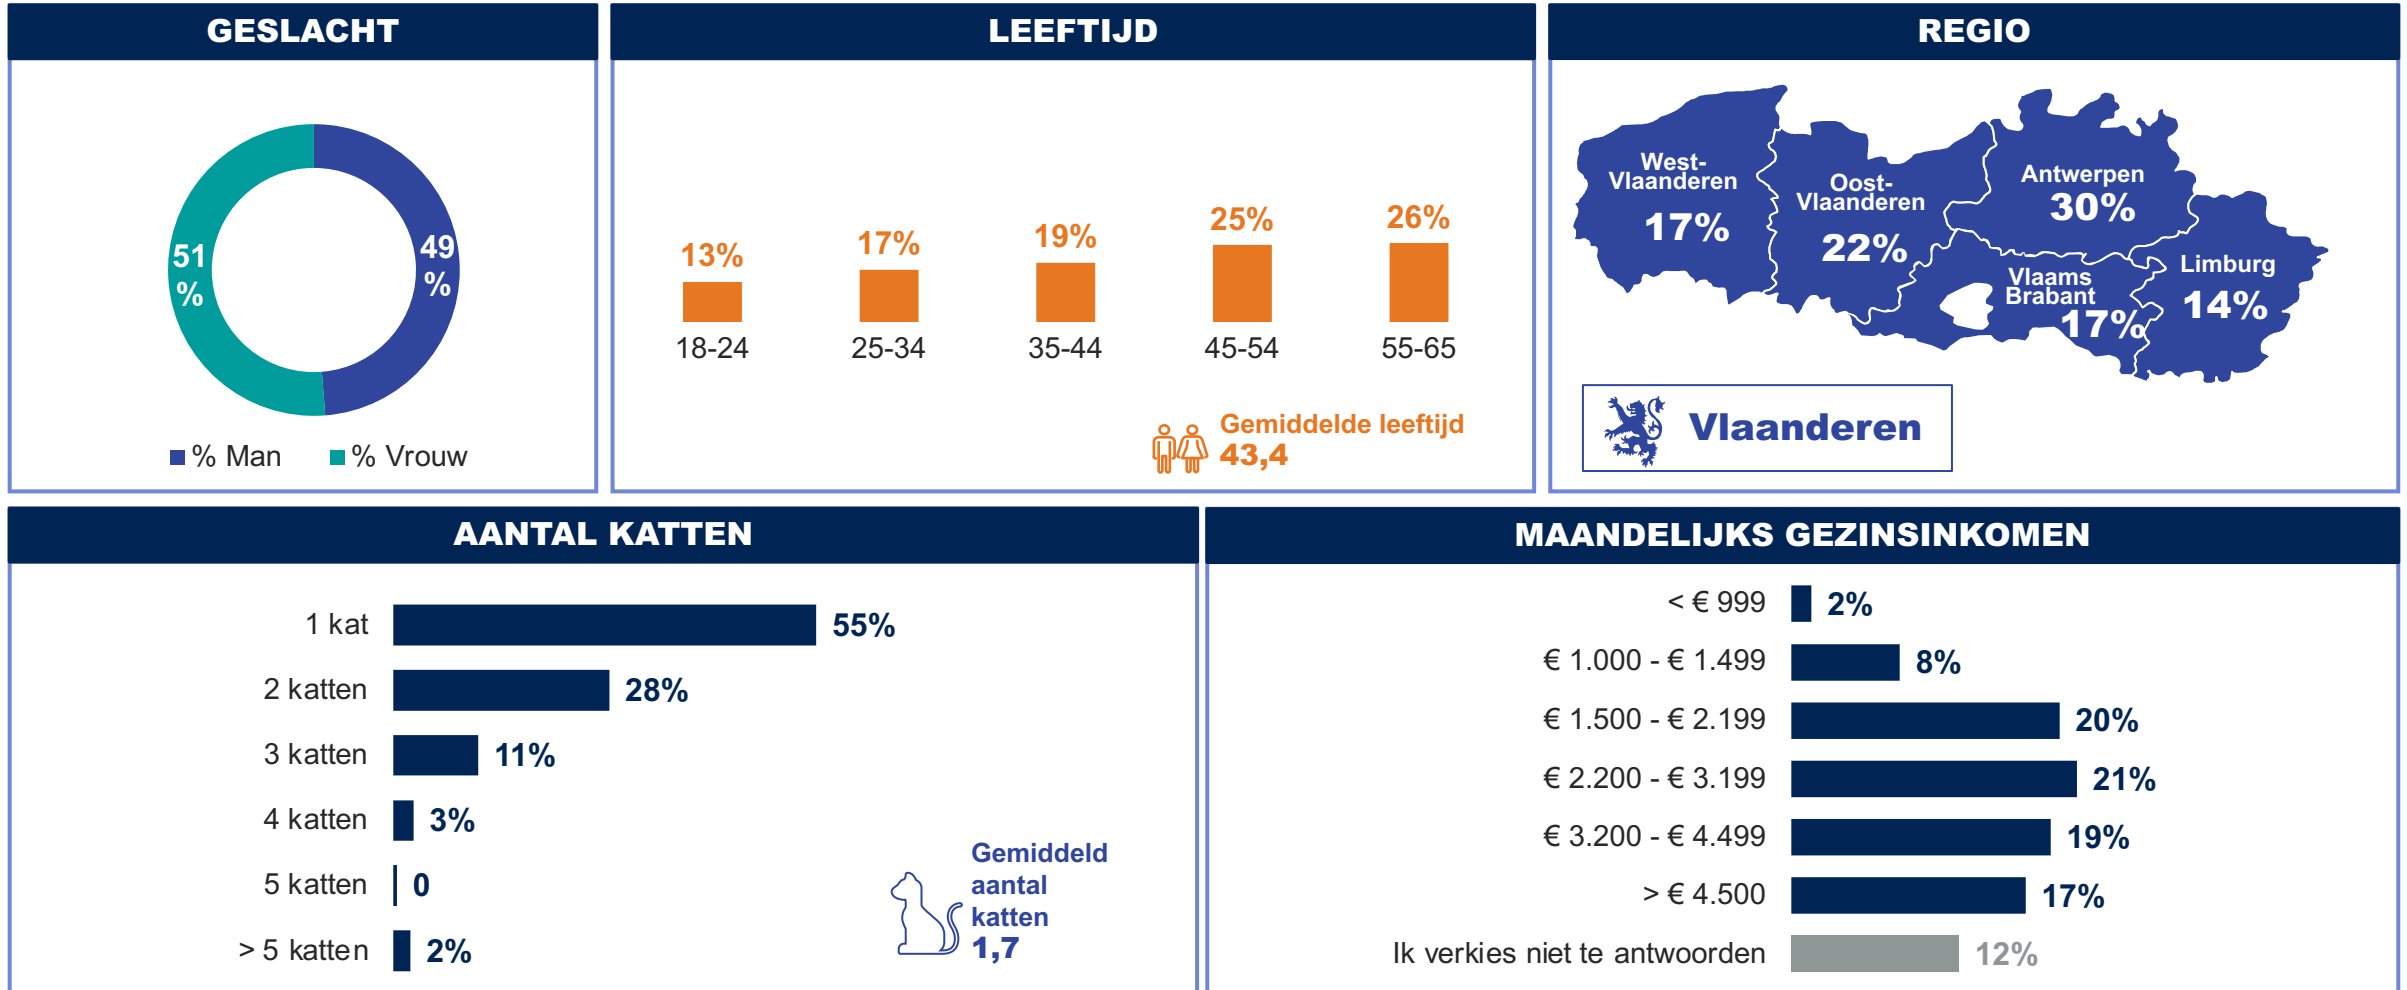 GESLACHT
51
%
49
%
% Man
% Vrouw
LEEFTIJD
13%
17%
19%
25%
26%
18-24
25-34
35-44
45-54
55-65
Gemiddelde leeftijd
43,4
REGIO
West-
Vlaanderen
17%
Oost-
Vlaanderen
22%
Antwerpen
30%
Vlaams
Brabant
17%
Limburg
14%
Vlaanderen
AANTAL KATTEN
1 kat 55%
2 katten 28%
3 katten 11%
4 katten 3%
5 katten 0
> 5 katten 2%
Gemiddeld
aantal
katten
1,7
MAANDELIJKS GEZINSINKOMEN
< € 999 2%
€ 1.000 - € 1.499 8%
€ 1.500 - € 2.199 20%
€ 2.200 - € 3.199 21%
€ 3.200 - € 4.499 19%
> € 4.500 17%
Ik verkies niet te antwoorden 12%